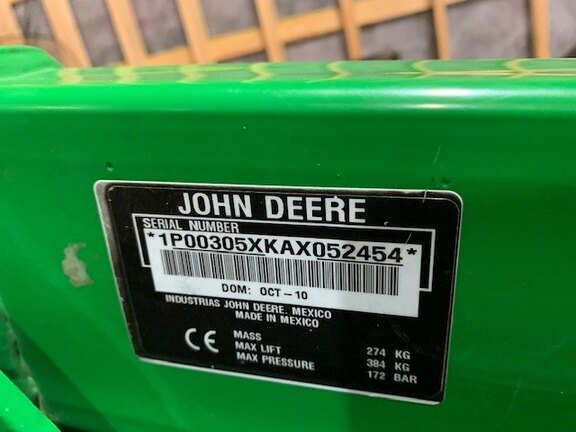 JOHN DEERE
SERIAL NUMBER
*1P00305XKAX052454*
DOM: OCT-10
INDUSTRIAS JOHN DEERE. MEXICO
MADE IN MEXICO
CE
MASS 274 KG
MAX LIFT 384 KG
MAX PRESSURE 172 BAR